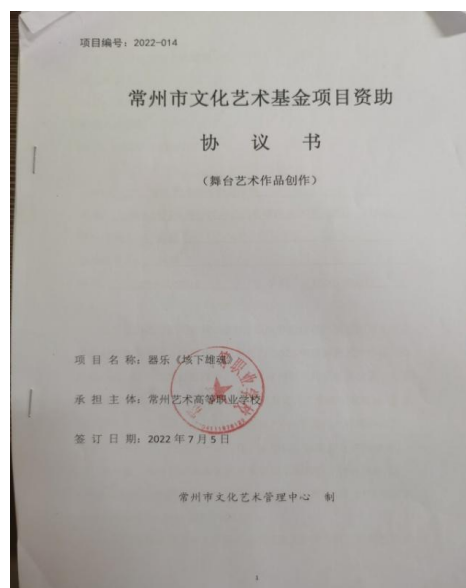 项目编号：2022-014
常州市文化艺术基金项目资助
协 议 书
（舞台艺术作品创作）
项 目 名 称：器乐《地下雄魂》
承 担 主 体：常州艺术高等职业学校
签 订 日 期：2022 年 7 月 5 日
常州市文化艺术管理中心 制